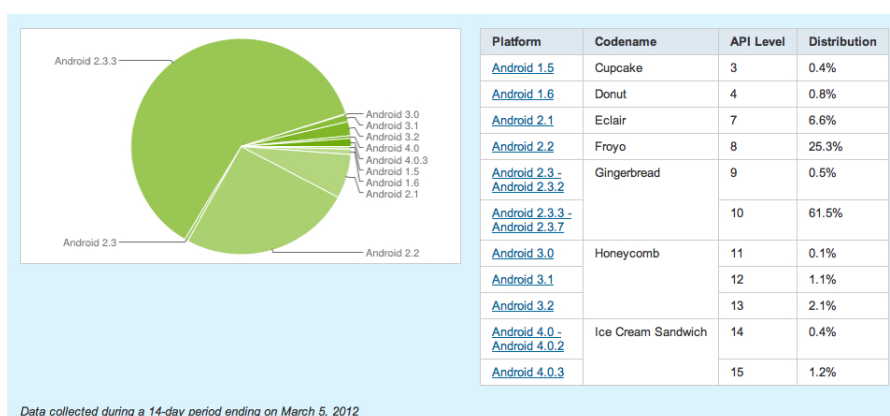 Android 2.3.3
Android 3.0
Android 3.1
Android 3.2
Android 4.0
Android 4.0.3
Android 1.5
Android 1.6
Android 2.1
Android 2.3
Android 2.2
Platform Codename API Level Distribution
Android 1.5 Cupcake 3 0.4%
Android 1.6 Donut 4 0.8%
Android 2.1 Eclair 7 6.6%
Android 2.2 Froyo 8 25.3%
Android 2.3 - Gingerbread 9 0.5%
Android 2.3.2
Android 2.3.3 - 10 61.5%
Android 2.3.7
Android 3.0 Honeycomb 11 0.1%
Android 3.1 12 1.1%
Android 3.2 13 2.1%
Android 4.0 - Ice Cream Sandwich 14 0.4%
Android 4.0.2
Android 4.0.3 15 1.2%
Data collected during a 14-day period ending on March 5, 2012